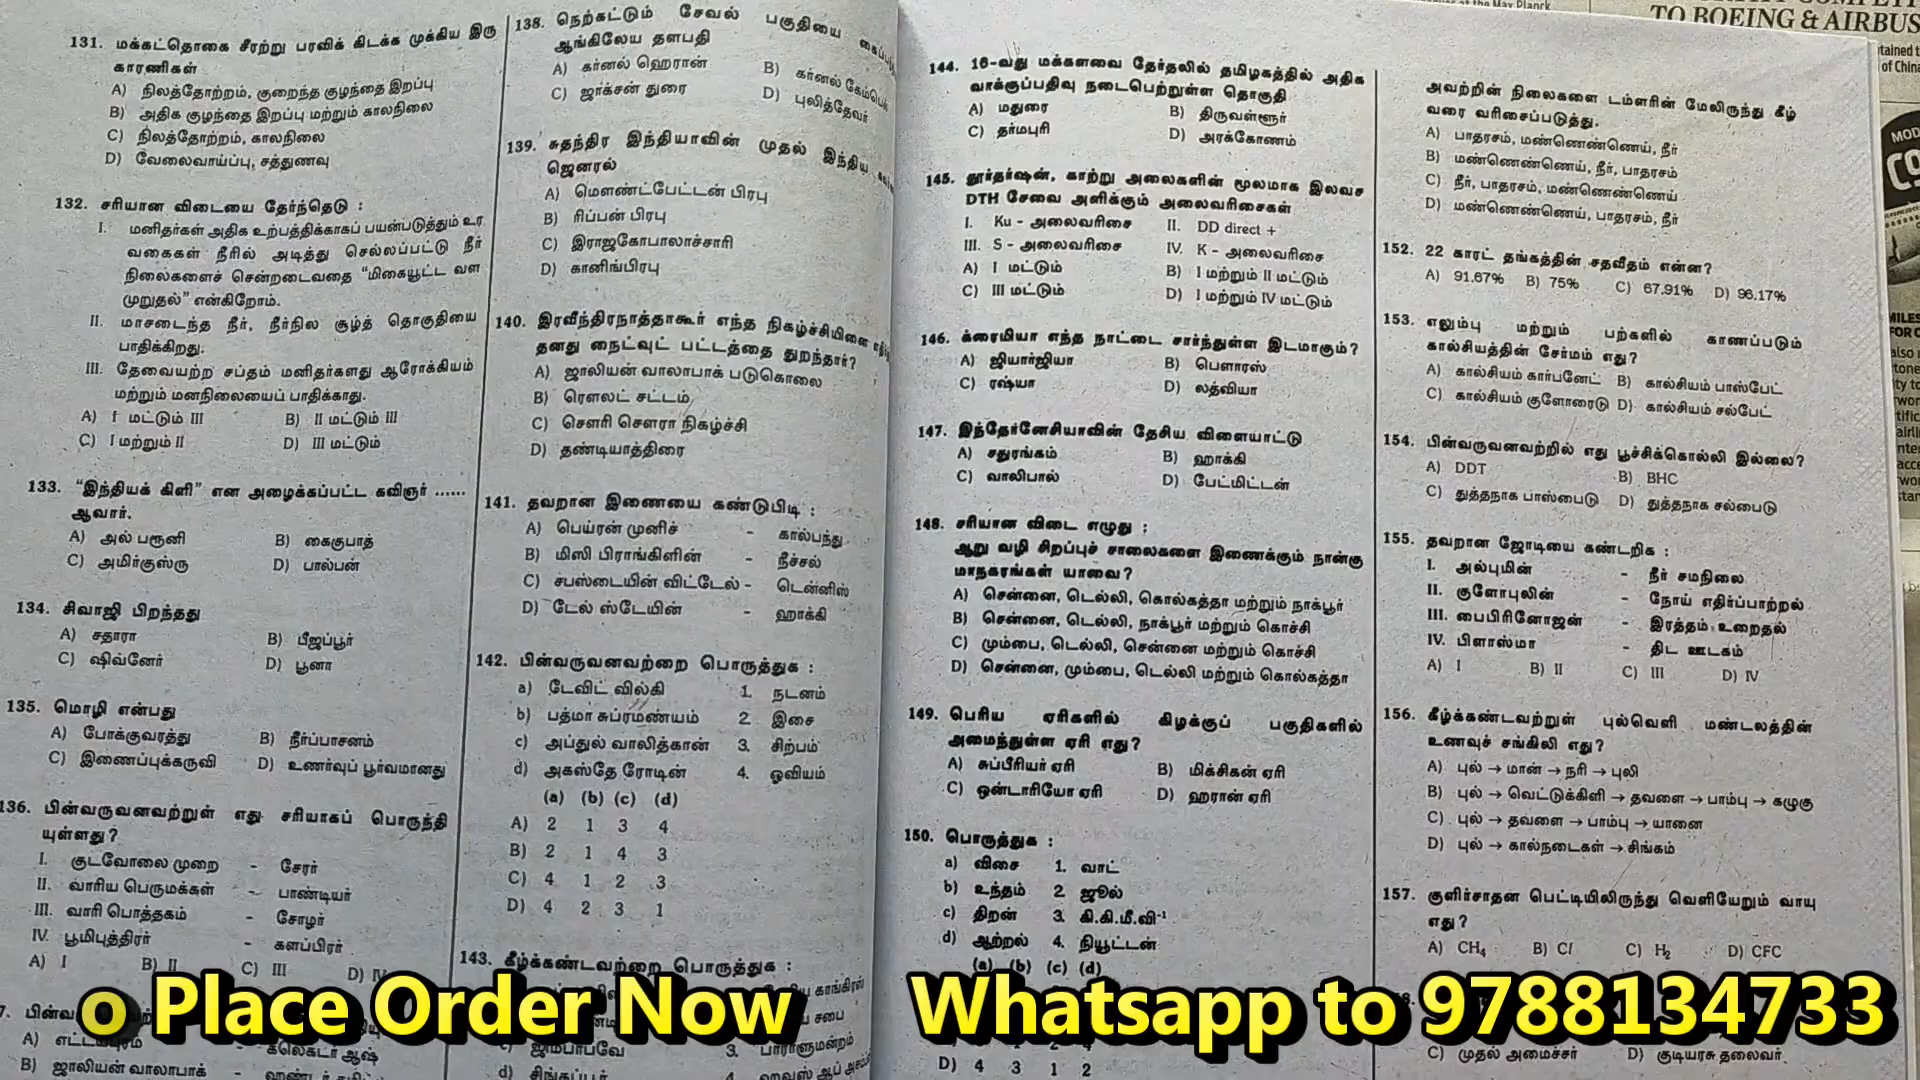 131. மக்கட்தொகை சீரற்று பரவிக் கிடக்க முக்கிய இரு
காரணிகள்
A) நிலத்தோற்றம், குறைந்த குழந்தை இறப்பு
B) அதிக குழந்தை இறப்பு மற்றும் காலநிலை
C) நிலத்தோற்றம், காலநிலை
D) வேலைவாய்ப்பு, சத்துணவு
132. சரியான விடையை தேர்ந்தெடு :
I. மனிதர்கள் அதிக உற்பத்திக்காகப் பயன்படுத்தும் உர
வகைகள் நீரில் அடித்து செல்லப்பட்டு நீர்
நிலைகளைச் சென்றடைவதை "மிகையூட்ட வள
முறுதல்" என்கிறோம்.
II. மாசடைந்த நீர், நீர்நில சூழ்த் தொகுதியை
பாதிக்கிறது.
III. தேவையற்ற சப்தம் மனிதர்களது ஆரோக்கியம்
மற்றும் மனநிலையைப் பாதிக்காது.
A) I மட்டும் III B) II மட்டும் III
C) I மற்றும் II D) III மட்டும்
133. "இந்தியக் கிளி" என அழைக்கப்பட்ட கவிஞர் ......
ஆவார்.
A) அல் பரூனி B) கைகுபாத்
C) அமிர்குஸ்ரு D) பால்பன்
134. சிவாஜி பிறந்தது
A) சதாரா B) பீஜப்பூர்
C) ஷிவ்னேர் D) பூனா
135. மொழி என்பது
A) போக்குவரத்து B) நீர்ப்பாசனம்
C) இணைப்புக்கருவி D) உணர்வுப் பூர்வமானது
136. பின்வருவனவற்றுள் எது சரியாகப் பொருந்தி
யுள்ளது?
I. குடவோலை முறை - சேரர்
II. வாரிய பெருமக்கள் - பாண்டியர்
III. வாரி பொத்தகம் - சோழர்
IV. பூமிபுத்திரர் - களப்பிரர்
A) I B) II C) III D) IV
138. நெற்கட்டும் சேவல் பகுதியை
ஆங்கிலேய தளபதி
A) கர்னல் ஹெரான் B) கர்னல் கேம்பெல்
C) ஜாக்சன் துரை D) புலித்தேவர்
139. சுதந்திர இந்தியாவின் முதல் இந்திய
ஜெனரல்
A) மௌண்ட்பேட்டன் பிரபு
B) ரிப்பன் பிரபு
C) இராஜகோபாலாச்சாரி
D) கானிங்பிரபு
140. இரவீந்திரநாத்தாகூர் எந்த நிகழ்ச்சியினை
தனது நைட்வுட் பட்டத்தை துறந்தார்?
A) ஜாலியன் வாலாபாக் படுகொலை
B) ரௌலட் சட்டம்
C) சௌரி சௌரா நிகழ்ச்சி
D) தண்டியாத்திரை
141. தவறான இணையை கண்டுபிடி :
A) பெய்ரன் முனிச் - கால்பந்து
B) மிஸி பிராங்கிளின் - நீச்சல்
C) சபஸ்டையின் விட்டேல் - டென்னிஸ்
D) டேல் ஸ்டேயின் - ஹாக்கி
142. பின்வருவனவற்றை பொருத்துக :
a) டேவிட் வில்கி 1. நடனம்
b) பத்மா சுப்ரமண்யம் 2. இசை
c) அப்துல் வாலித்கான் 3. சிற்பம்
d) அகஸ்தே ரோடின் 4. ஓவியம்
(a) (b) (c) (d)
A) 2 1 3 4
B) 2 1 4 3
C) 4 1 2 3
D) 4 2 3 1
143. கீழ்க்கண்டவற்றை பொருத்துக :
144. 16-வது மக்களவை தேர்தலில் தமிழகத்தில் அதிக
வாக்குப்பதிவு நடைபெற்றுள்ள தொகுதி
A) மதுரை B) திருவள்ளூர்
C) தர்மபுரி D) அரக்கோணம்
145. தூர்தர்ஷன், காற்று அலைகளின் மூலமாக இலவச
DTH சேவை அளிக்கும் அலைவரிசைகள்
I. Ku - அலைவரிசை II. DD direct +
III. S - அலைவரிசை IV. K - அலைவரிசை
A) I மட்டும் B) I மற்றும் II மட்டும்
C) III மட்டும் D) I மற்றும் IV மட்டும்
146. க்ரைமியா எந்த நாட்டை சார்ந்துள்ள இடமாகும்?
A) ஜியார்ஜியா B) பெளாரஸ்
C) ரஷ்யா D) லத்வியா
147. இந்தோனேசியாவின் தேசிய விளையாட்டு
A) சதுரங்கம் B) ஹாக்கி
C) வாலிபால் D) பேட்மிட்டன்
148. சரியான விடை எழுது :
ஆறு வழி சிறப்புச் சாலைகளை இணைக்கும் நான்கு
மாநகரங்கள் யாவை?
A) சென்னை, டெல்லி, கொல்கத்தா மற்றும் நாக்பூர்
B) சென்னை, டெல்லி, நாக்பூர் மற்றும் கொச்சி
C) மும்பை, டெல்லி, சென்னை மற்றும் கொச்சி
D) சென்னை, மும்பை, டெல்லி மற்றும் கொல்கத்தா
149. பெரிய ஏரிகளில் கிழக்குப் பகுதிகளில்
அமைந்துள்ள ஏரி எது?
A) சுப்பீரியர் ஏரி B) மிக்சிகன் ஏரி
C) ஒன்டாரியோ ஏரி D) ஹரான் ஏரி
150. பொருத்துக :
a) விசை 1. வாட்
b) உந்தம் 2. ஜூல்
c) திறன் 3. கி.கி.மீ.வி⁻¹
d) ஆற்றல் 4. நியூட்டன்
(a) (b) (c) (d)
D) 4 3 1 2
அவற்றின் நிலைகளை டம்ளரின் மேலிருந்து கீழ்
வரை வரிசைப்படுத்து.
A) பாதரசம், மண்ணெண்ணெய், நீர்
B) மண்ணெண்ணெய், நீர், பாதரசம்
C) நீர், பாதரசம், மண்ணெண்ணெய்
D) மண்ணெண்ணெய், பாதரசம், நீர்
152. 22 காரட் தங்கத்தின் சதவீதம் என்ன?
A) 91.67% B) 75% C) 67.91% D) 96.17%
153. எலும்பு மற்றும் பற்களில் காணப்படும்
கால்சியத்தின் சேர்மம் எது?
A) கால்சியம் கார்பனேட் B) கால்சியம் பாஸ்பேட்
C) கால்சியம் குளோரைடு D) கால்சியம் சல்பேட்
154. பின்வருவனவற்றில் எது பூச்சிக்கொல்லி இல்லை?
A) DDT B) BHC
C) துத்தநாக பாஸ்பைடு D) துத்தநாக சல்பைடு
155. தவறான ஜோடியை கண்டறிக :
I. அல்புமின் - நீர் சமநிலை
II. குளோபுலின் - நோய் எதிர்ப்பாற்றல்
III. பைபிரினோஜன் - இரத்தம் உறைதல்
IV. பிளாஸ்மா - திட ஊடகம்
A) I B) II C) III D) IV
156. கீழ்க்கண்டவற்றுள் புல்வெளி மண்டலத்தின்
உணவுச் சங்கிலி எது?
A) புல் → மான் → நரி → புலி
B) புல் → வெட்டுக்கிளி → தவளை → பாம்பு → கழுகு
C) புல் → தவளை → பாம்பு → யானை
D) புல் → கால்நடைகள் → சிங்கம்
157. குளிர்சாதன பெட்டியிலிருந்து வெளியேறும் வாயு
எது?
A) CH₄ B) Cl C) H₂ D) CFC
C) முதல் அமைச்சர் D) குடியரசு தலைவர்
TO BOEING & AIRBUS
of China
o Place Order Now Whatsapp to 9788134733